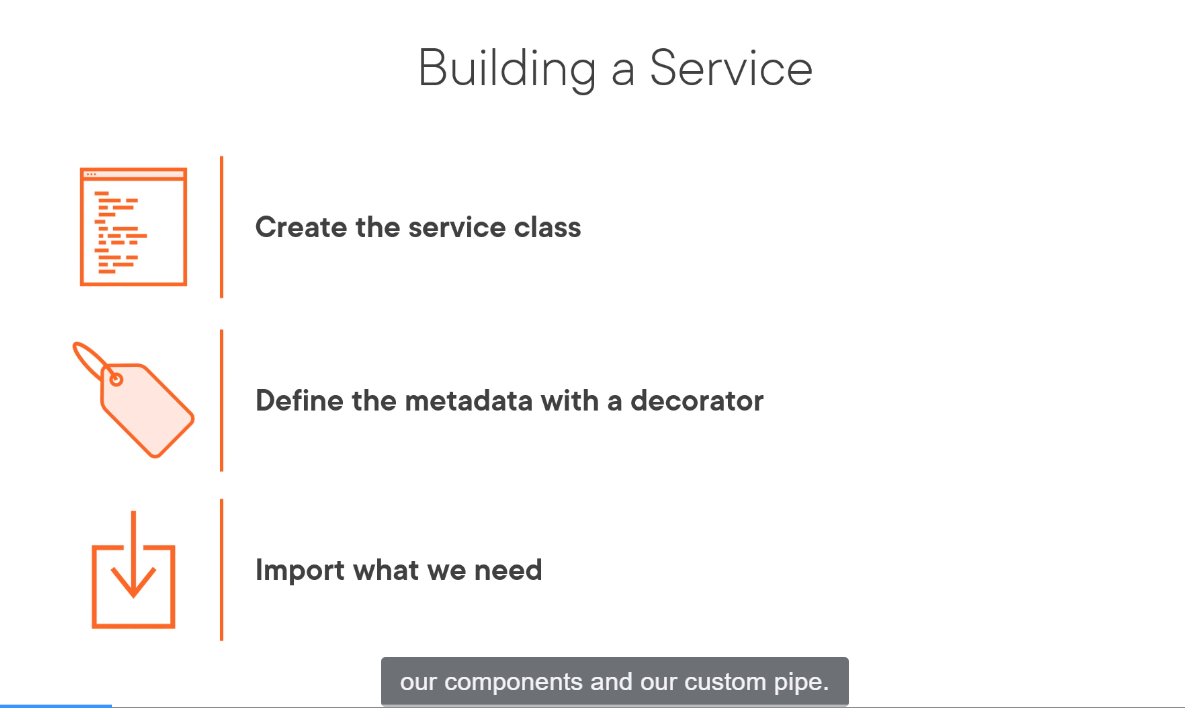 Building a Service
Create the service class
Define the metadata with a decorator
Import what we need
our components and our custom pipe.